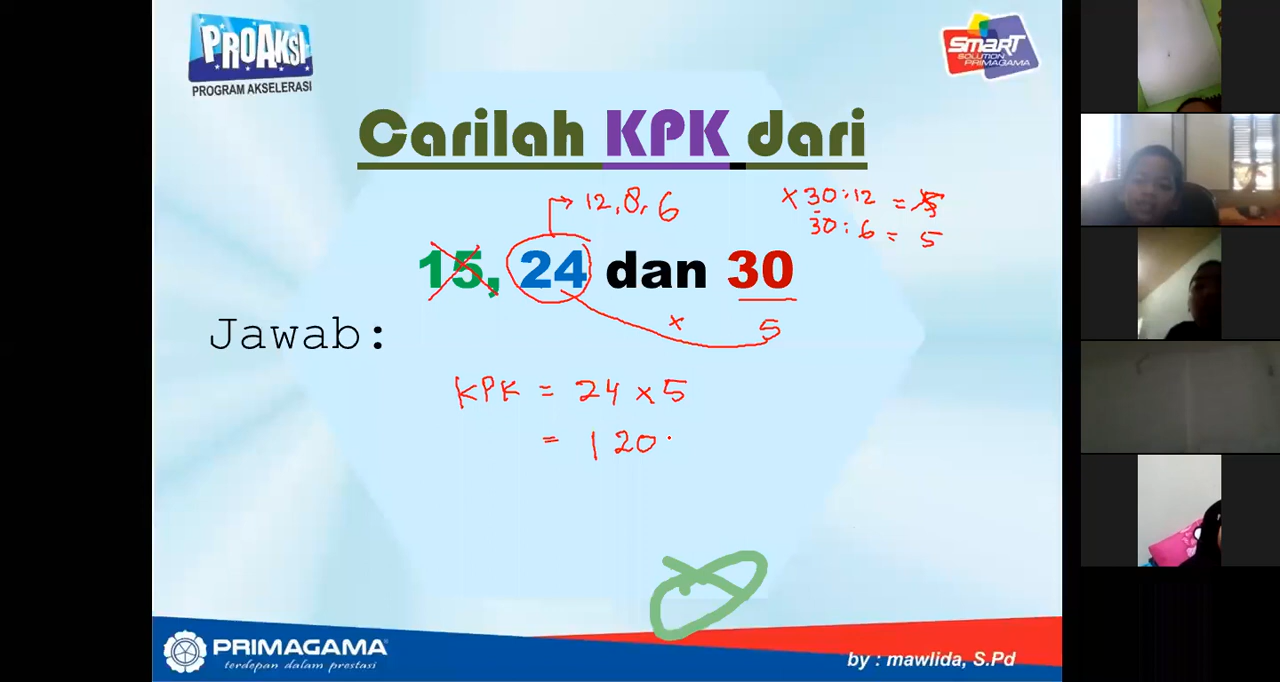 PROAKSI
PROGRAM AKSELERASI
SMART
SOLUTION
PRIMAGAMA
Carilah KPK dari
12, 8, 6
x 30 : 12 =
30 : 6 = 5
15, 24 dan 30
x 5
Jawab:
KPK = 24 x 5
= 120.
PRIMAGAMA
terdepan dalam prestasi
by : mawlida, S.Pd